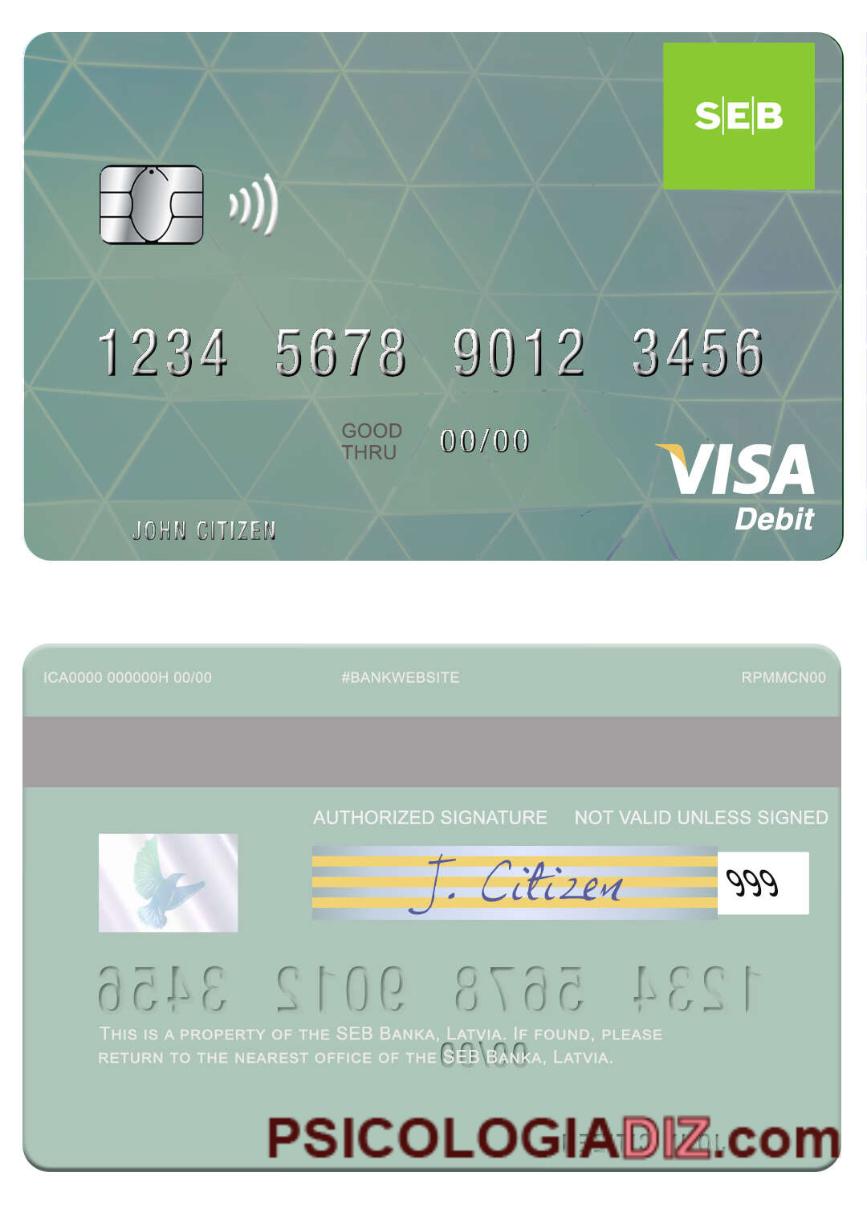 S|E|B
1234 5678 9012 3456
GOOD THRU 00/00
VISA
Debit
JOHN CITIZEN
ICA0000 000000H 00/00 #BANKWEBSITE RPMMCN00
AUTHORIZED SIGNATURE NOT VALID UNLESS SIGNED
J. Citizen 999
1234 5678 9012 3456
THIS IS A PROPERTY OF THE SEB BANKA, LATVIA. IF FOUND, PLEASE
RETURN TO THE NEAREST OFFICE OF THE SEB BANKA, LATVIA.
00/00
JOHN CITIZEN
PSICOLOGIADIZ.com